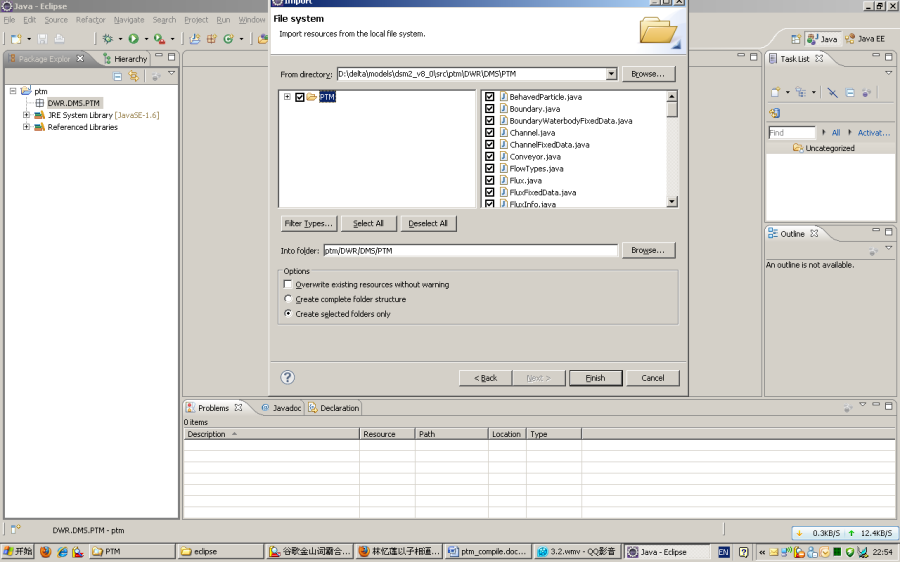 Java - Eclipse
File Edit Source Refactor Navigate Search Project Run Window
Import
File system
Import resources from the local file system.
Java
Java EE
Package Explor
Hierarchy
Task List
ptm
DWR.DMS.PTM
JRE System Library [JavaSE-1.6]
Referenced Libraries
From directory: D:\delta\models\dsm2_v8_0\src\ptm\DWR\DMS\PTM
Browse...
PTM
BehavedParticle.java
Boundary.java
BoundaryWaterbodyFixedData.java
Channel.java
ChannelFixedData.java
Conveyor.java
FlowTypes.java
Flux.java
FluxFixedData.java
FluxInfo.java
Find
All
Activat...
Uncategorized
Filter Types...
Select All
Deselect All
Into folder: ptm/DWR/DMS/PTM
Browse...
Options
Overwrite existing resources without warning
Create complete folder structure
Create selected folders only
Outline
An outline is not available.
?
< Back
Next >
Finish
Cancel
Problems
Javadoc
Declaration
0 items
Description
Resource
Path
Location
Type
DWR.DMS.PTM - ptm
0.3KB/S
12.4KB/S
开始
PTM
eclipse
谷歌金山词霸合...
林忆莲以子相逼...
ptm_compile.doc...
3.2.wmv - QQ影音
Java - Eclipse
EN
?
«
22:54